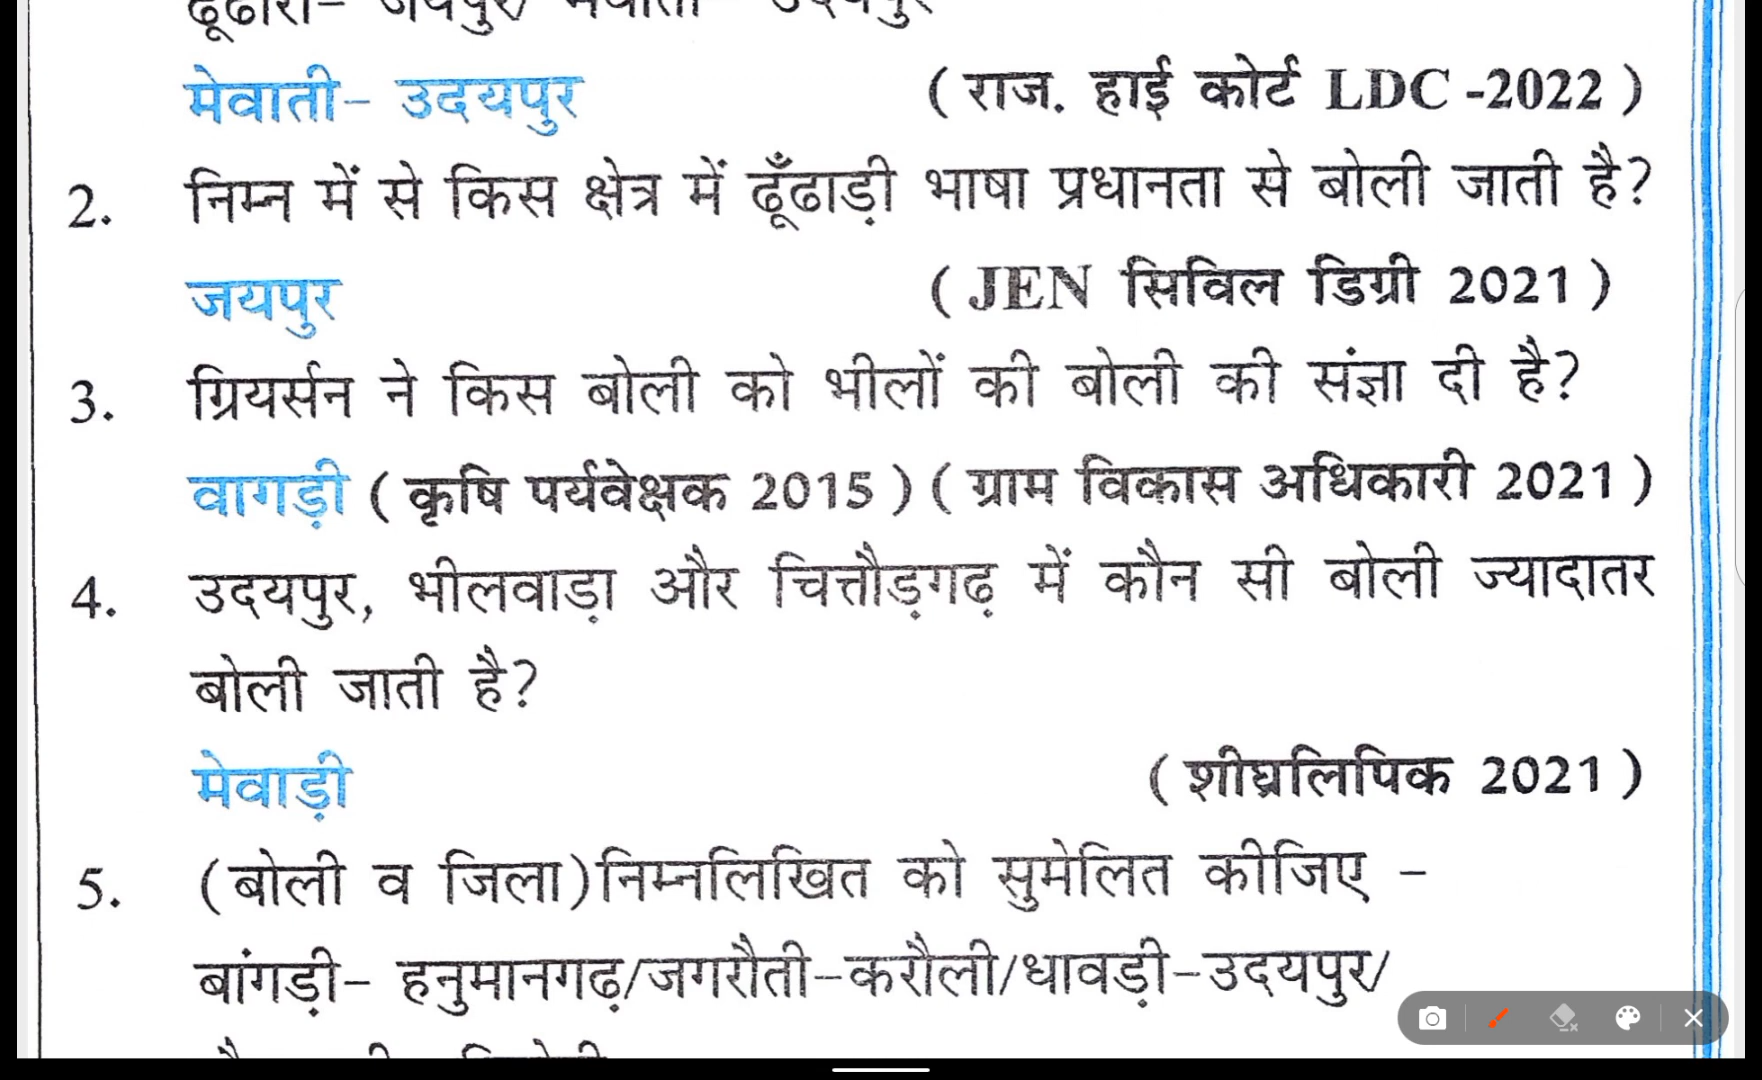 मेवाती- उदयपुर (राज. हाई कोर्ट LDC -2022)
2. निम्न में से किस क्षेत्र में ढूँढाड़ी भाषा प्रधानता से बोली जाती है?
जयपुर (JEN सिविल डिग्री 2021)
3. ग्रियर्सन ने किस बोली को भीलों की बोली की संज्ञा दी है?
वागड़ी (कृषि पर्यवेक्षक 2015) (ग्राम विकास अधिकारी 2021)
4. उदयपुर, भीलवाड़ा और चित्तौड़गढ़ में कौन सी बोली ज्यादातर
बोली जाती है?
मेवाड़ी (शीघ्रलिपिक 2021)
5. (बोली व जिला)निम्नलिखित को सुमेलित कीजिए -
बांगड़ी- हनुमानगढ़/जगरौती-करौली/धावड़ी-उदयपुर/